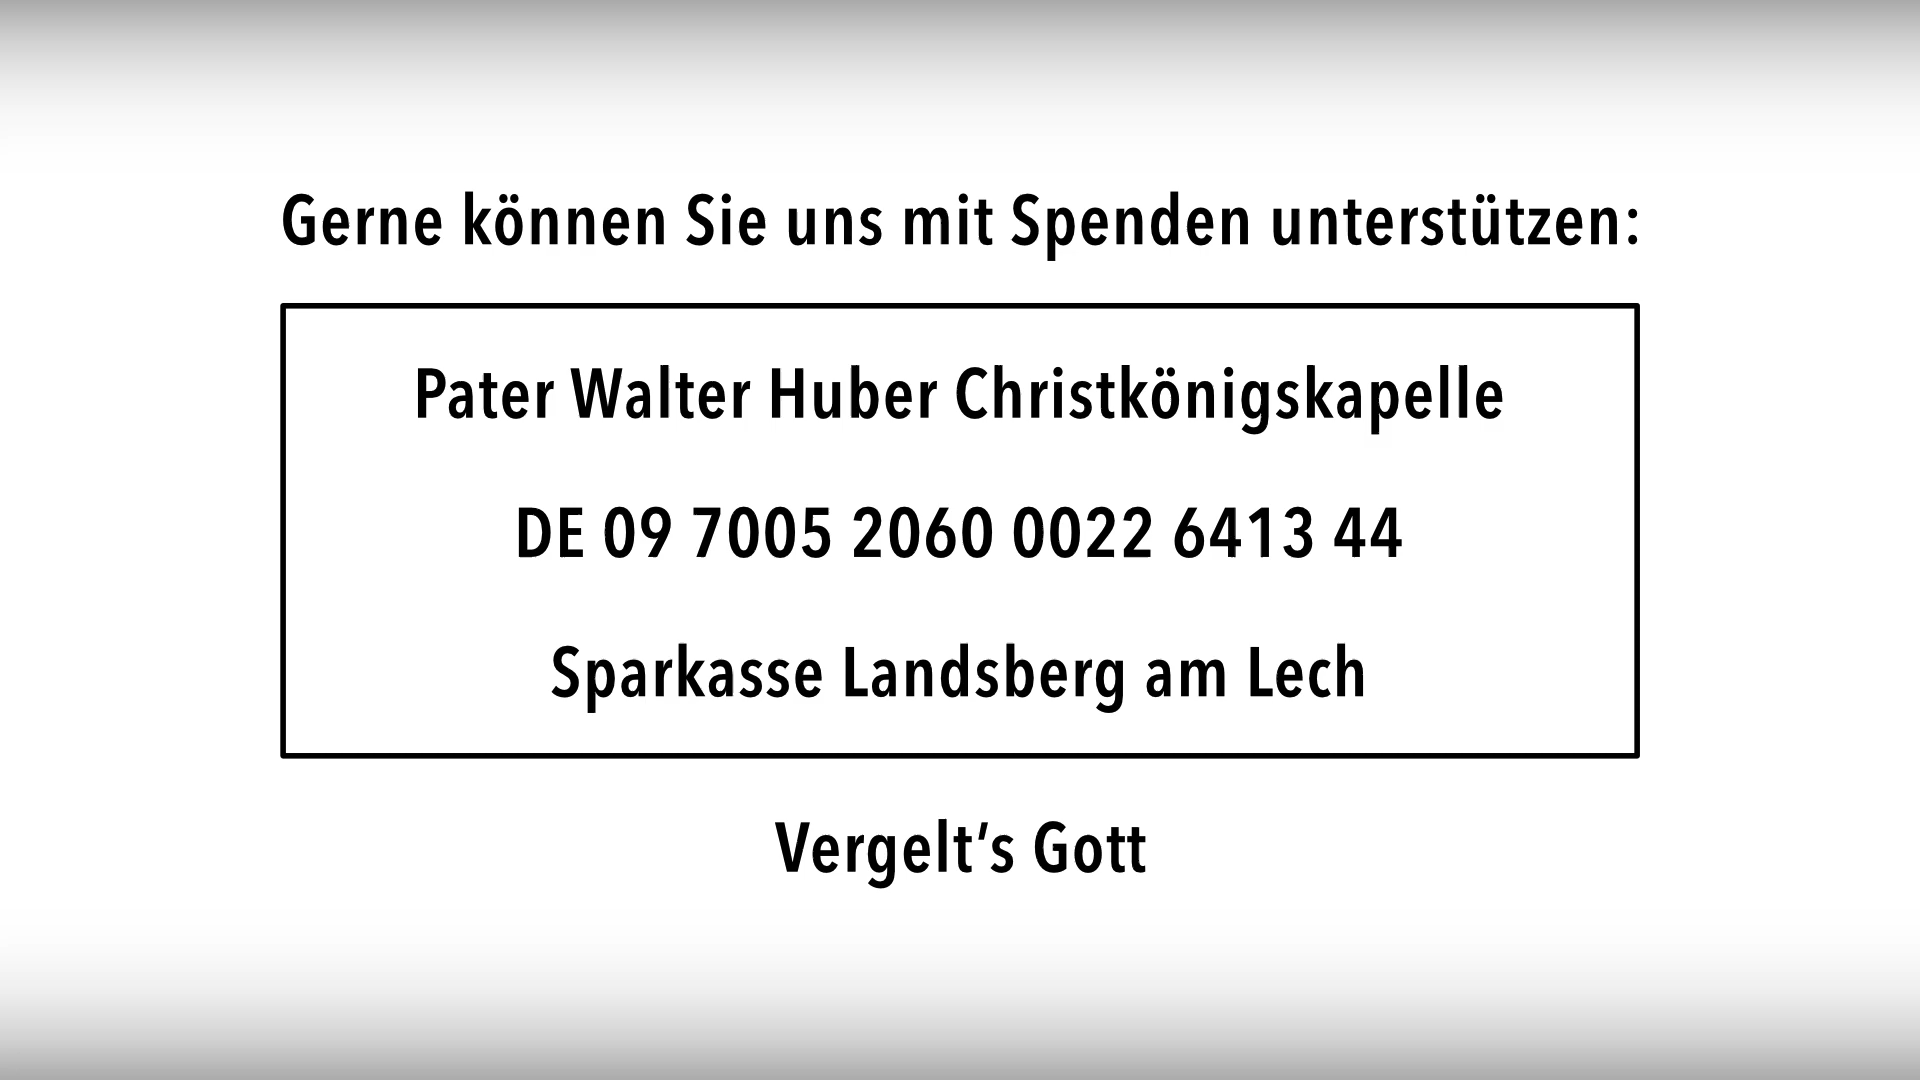 Gerne können Sie uns mit Spenden unterstützen:
Pater Walter Huber Christkönigskapelle
DE 09 7005 2060 0022 6413 44
Sparkasse Landsberg am Lech
Vergelt’s Gott